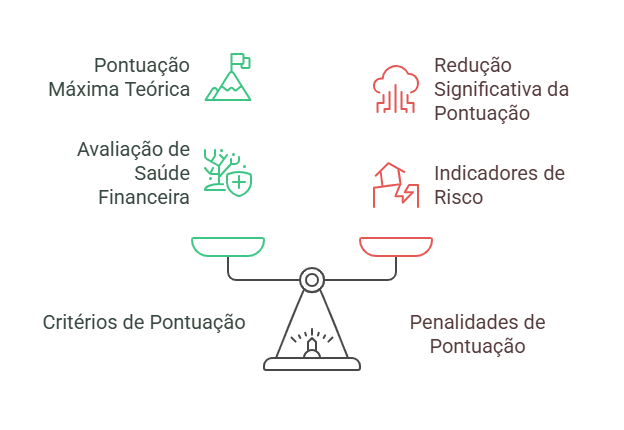 Pontuação
Máxima Teórica
Avaliação de
Saúde
Financeira
Critérios de Pontuação
Redução
Significativa da
Pontuação
Indicadores de
Risco
Penalidades de
Pontuação